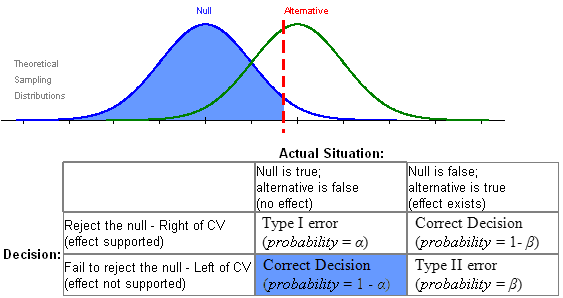 Null
Alternative
Theoretical
Sampling
Distributions
Actual Situation:
Null is true;
alternative is false
(no effect)
Null is false;
alternative is true
(effect exists)
Decision:
Reject the null - Right of CV
(effect supported)
Type I error
(probability = α)
Correct Decision
(probability = 1- β)
Fail to reject the null - Left of CV
(effect not supported)
Correct Decision
(probability = 1 - α)
Type II error
(probability = β)